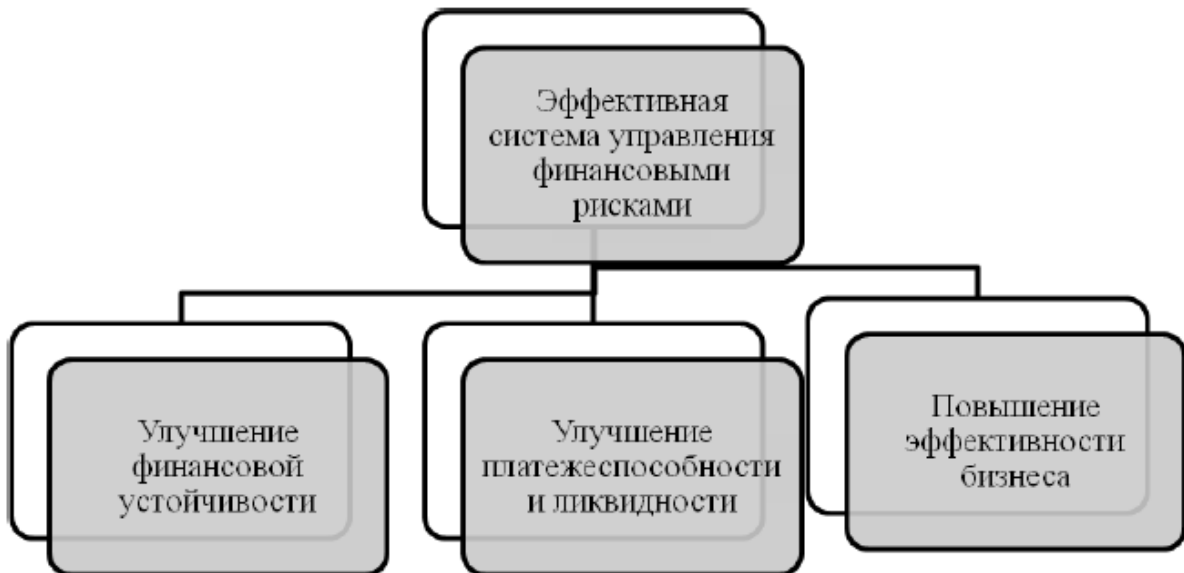 Эффективная
система управления
финансовыми
рисками
Улучшение
финансовой
устойчивости
Улучшение
платежеспособности
и ликвидности
Повышение
эффективности
бизнеса